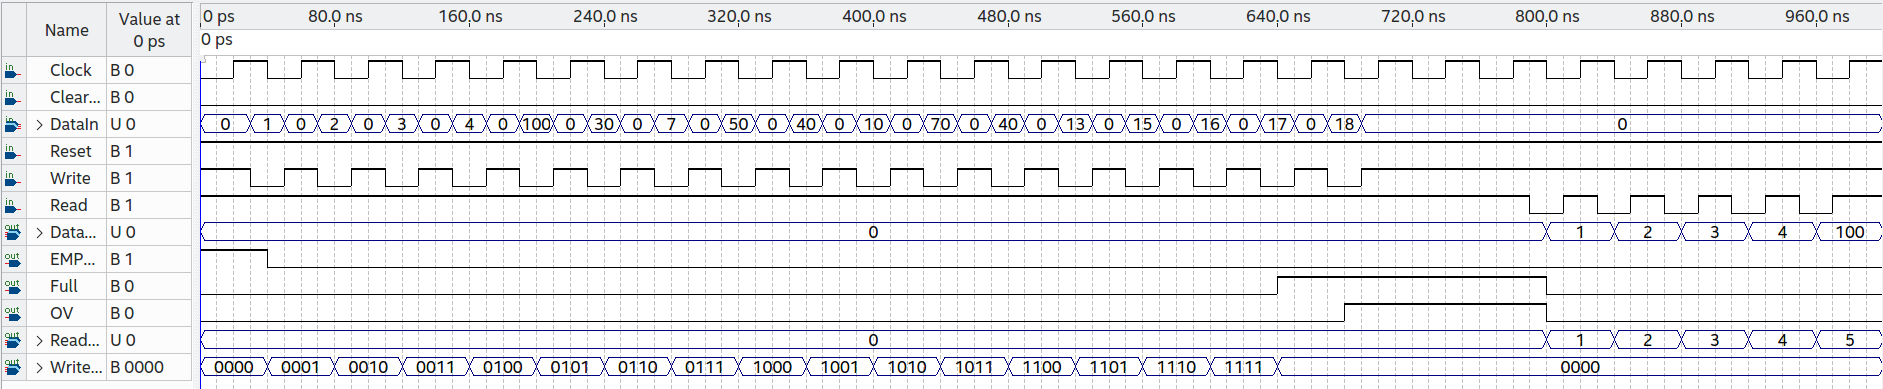 Name Value at 0 ps 0 ps 80.0 ns 160.0 ns 240.0 ns 320.0 ns 400.0 ns 480.0 ns 560.0 ns 640.0 ns 720.0 ns 800.0 ns 880.0 ns 960.0 ns
0 ps
in Clock B 0
in Clear... B 0
in > DataIn U 0 0 1 0 2 0 3 0 4 0 100 0 30 0 7 0 50 0 40 0 10 0 70 0 40 0 13 0 15 0 16 0 17 0 18 0
in Reset B 1
in Write B 1
in Read B 1
out > Data... U 0 0 1 2 3 4 100
out EMP... B 1
out Full B 0
out OV B 0
out > Read... U 0 0 1 2 3 4 5
out > Write... B 0000 0000 0001 0010 0011 0100 0101 0110 0111 1000 1001 1010 1011 1100 1101 1110 1111 0000